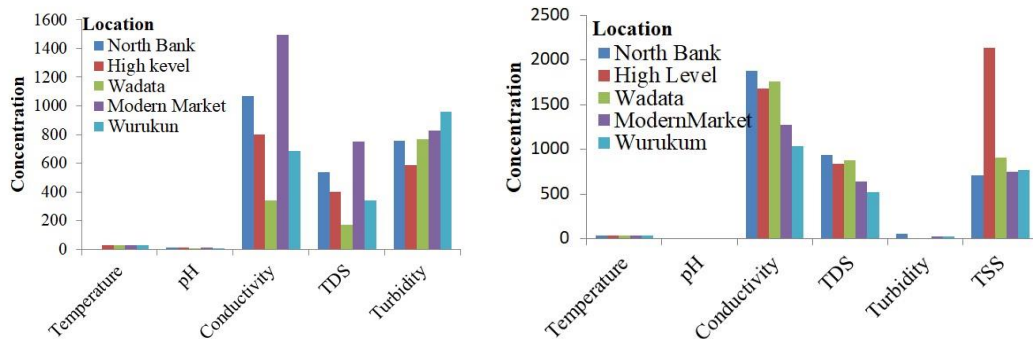 1600
1400
1200
1000
800
600
400
200
0
Concentration
Location
North Bank
High kevel
Wadata
Modern Market
Wurukun
Temperature
pH
Conductivity
TDS
Turbidity
2500
2000
1500
1000
500
0
Concentration
Location
North Bank
High Level
Wadata
ModernMarket
Wurukum
Temperature
pH
Conductivity
TDS
Turbidity
TSS